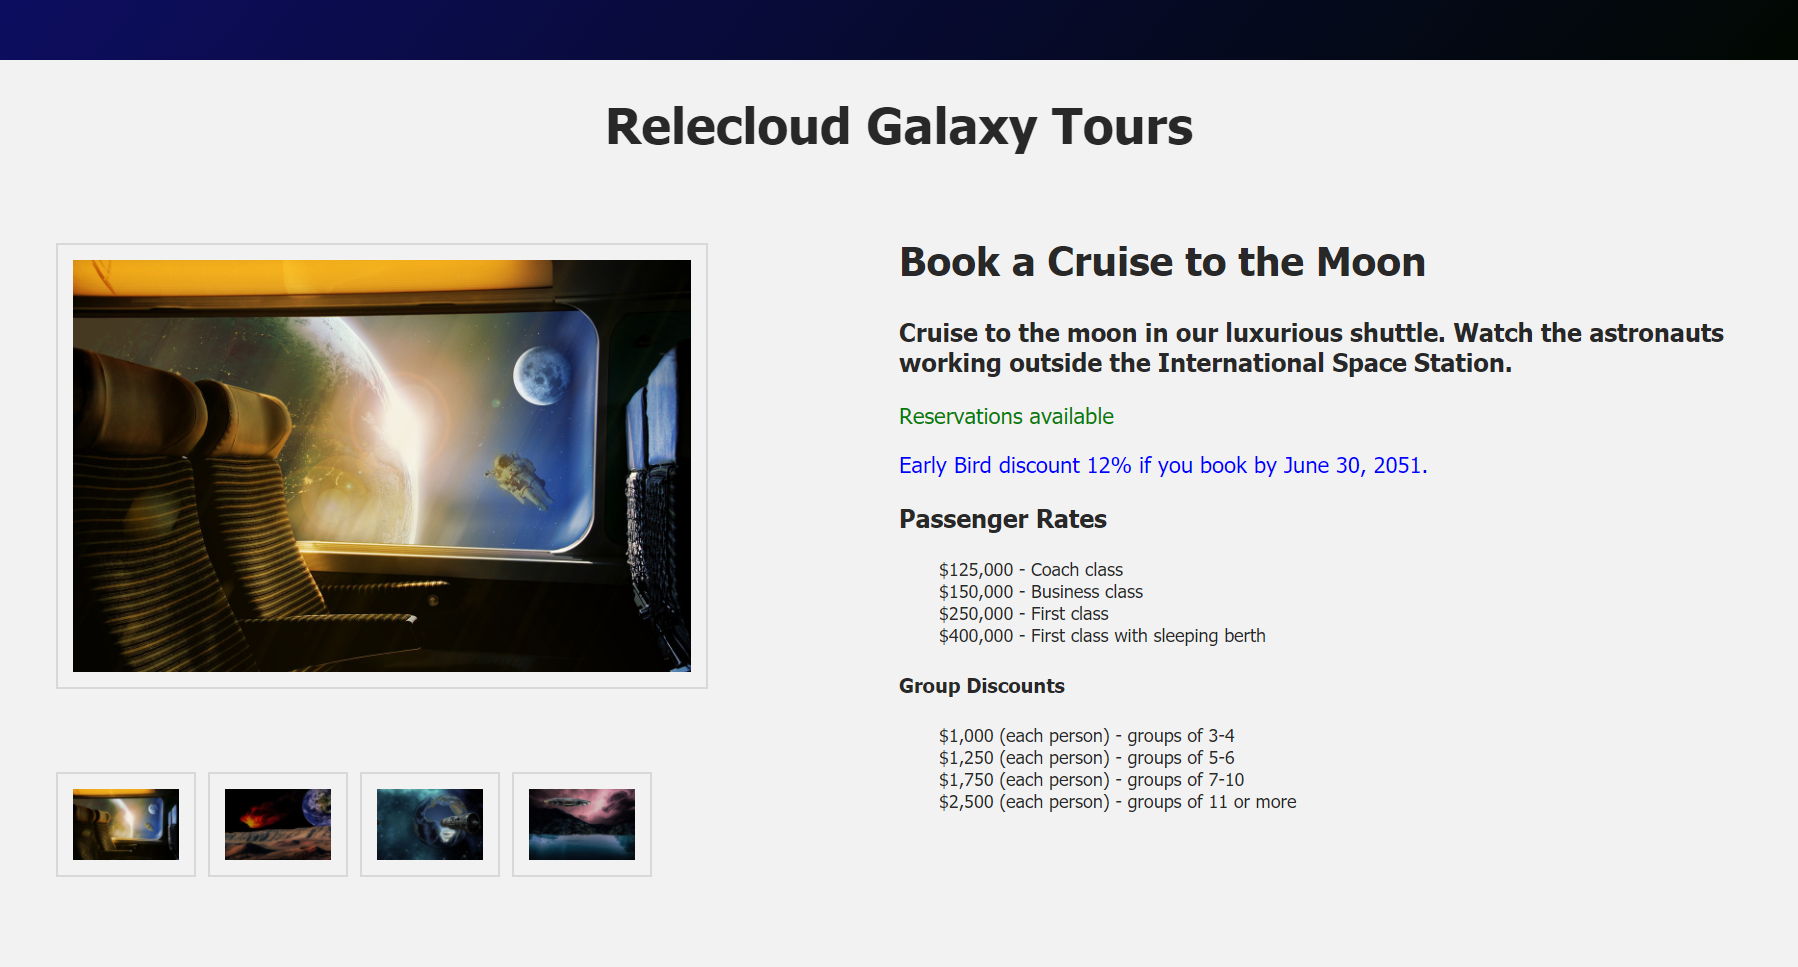 Relecloud Galaxy Tours
Book a Cruise to the Moon
Cruise to the moon in our luxurious shuttle. Watch the astronauts
working outside the International Space Station.
Reservations available
Early Bird discount 12% if you book by June 30, 2051.
Passenger Rates
$125,000 - Coach class
$150,000 - Business class
$250,000 - First class
$400,000 - First class with sleeping berth
Group Discounts
$1,000 (each person) - groups of 3-4
$1,250 (each person) - groups of 5-6
$1,750 (each person) - groups of 7-10
$2,500 (each person) - groups of 11 or more